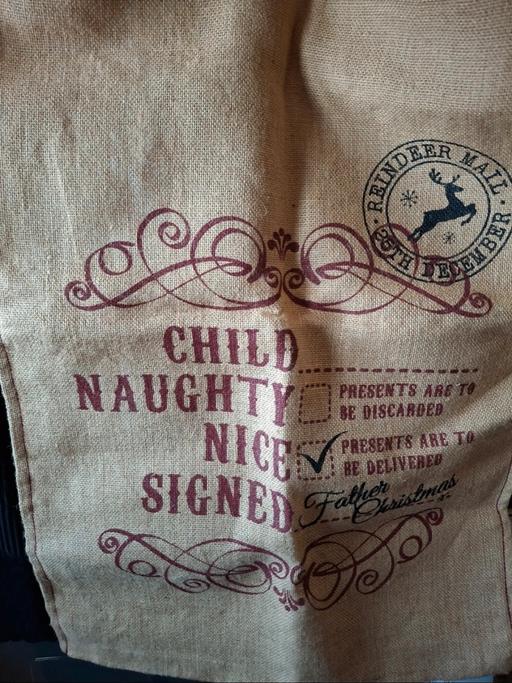 REINDEER MAIL
25TH DECEMBER
CHILD
NAUGHTY PRESENTS ARE TO
BE DISCARDED
NICE PRESENTS ARE TO
BE DELIVERED
SIGNED Father
Christmas